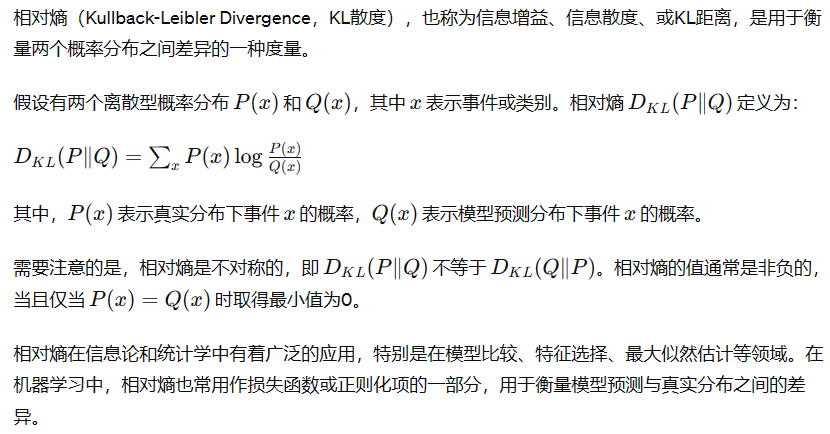 相对熵（Kullback-Leibler Divergence，KL散度），也称为信息增益、信息散度、或KL距离，是用于衡
量两个概率分布之间差异的一种度量。
假设有两个离散型概率分布 P(x) 和 Q(x)，其中 x 表示事件或类别。相对熵 D_{KL}(P∥Q) 定义为：
D_{KL}(P∥Q) = ∑_x P(x) log \frac{P(x)}{Q(x)}
其中，P(x) 表示真实分布下事件 x 的概率，Q(x) 表示模型预测分布下事件 x 的概率。
需要注意的是，相对熵是不对称的，即 D_{KL}(P∥Q) 不等于 D_{KL}(Q∥P)。相对熵的值通常是非负的，
当且仅当 P(x) = Q(x) 时取得最小值为0。
相对熵在信息论和统计学中有着广泛的应用，特别是在模型比较、特征选择、最大似然估计等领域。在
机器学习中，相对熵也常用作损失函数或正则化项的一部分，用于衡量模型预测与真实分布之间的差
异。